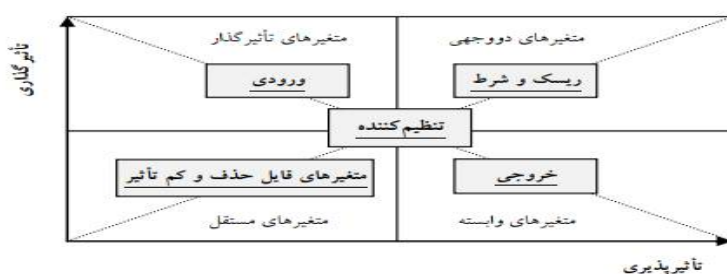 متغیرهای دووجهی
متغیرهای تأثیرگذار
تأثیرگذاری
ریسک و شرط
ورودی
تنظیم‌کننده
خروجی
متغیرهای قایل حذف و کم تأثیر
متغیرهای وابسته
متغیرهای مستقل
تأثیرپذیری